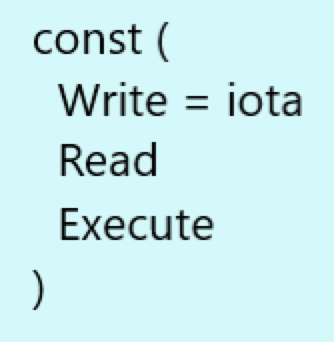 const (
  Write = iota
  Read
  Execute
)